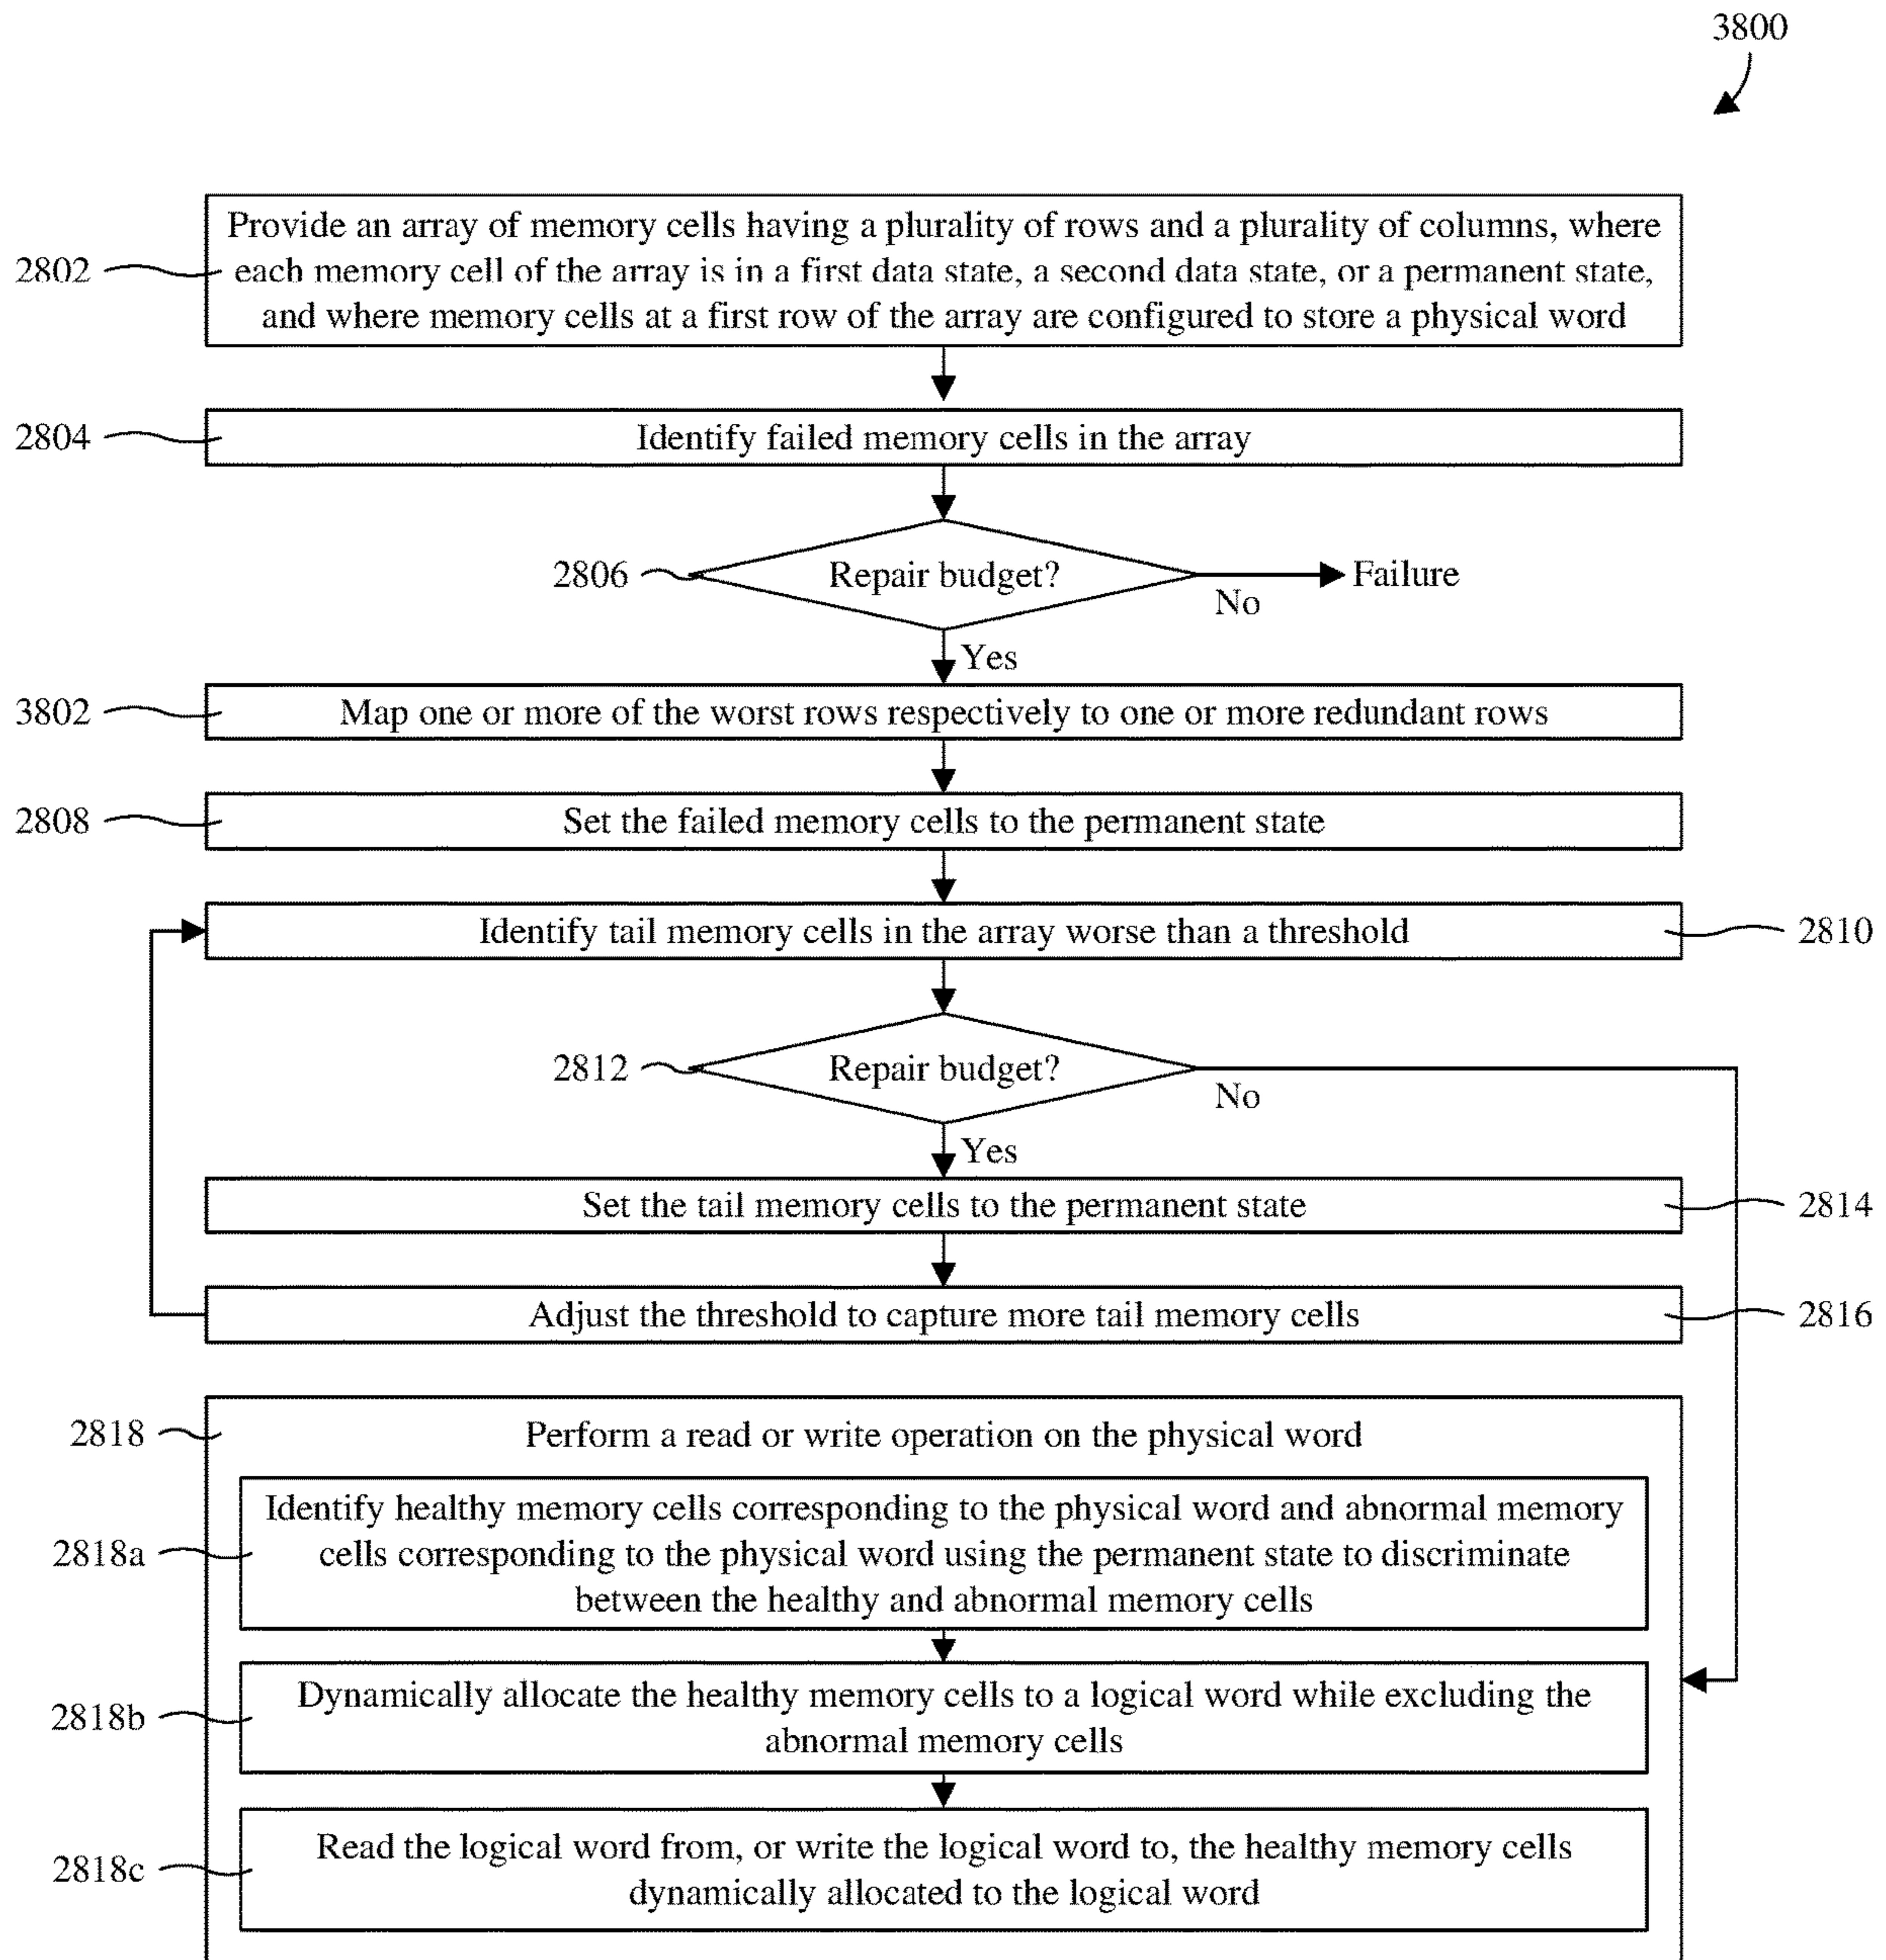 3800
Provide an array of memory cells having a plurality of rows and a plurality of columns, where
2802 each memory cell of the array is in a first data state, a second data state, or a permanent state,
and where memory cells at a first row of the array are configured to store a physical word
2804 Identify failed memory cells in the array
2806 Repair budget? Failure
No
Yes
3802 Map one or more of the worst rows respectively to one or more redundant rows
2808 Set the failed memory cells to the permanent state
Identify tail memory cells in the array worse than a threshold 2810
2812 Repair budget?
No
Yes
Set the tail memory cells to the permanent state 2814
Adjust the threshold to capture more tail memory cells 2816
2818 Perform a read or write operation on the physical word
Identify healthy memory cells corresponding to the physical word and abnormal memory
2818a cells corresponding to the physical word using the permanent state to discriminate
between the healthy and abnormal memory cells
Dynamically allocate the healthy memory cells to a logical word while excluding the
2818b
abnormal memory cells
Read the logical word from, or write the logical word to, the healthy memory cells
2818c
dynamically allocated to the logical word